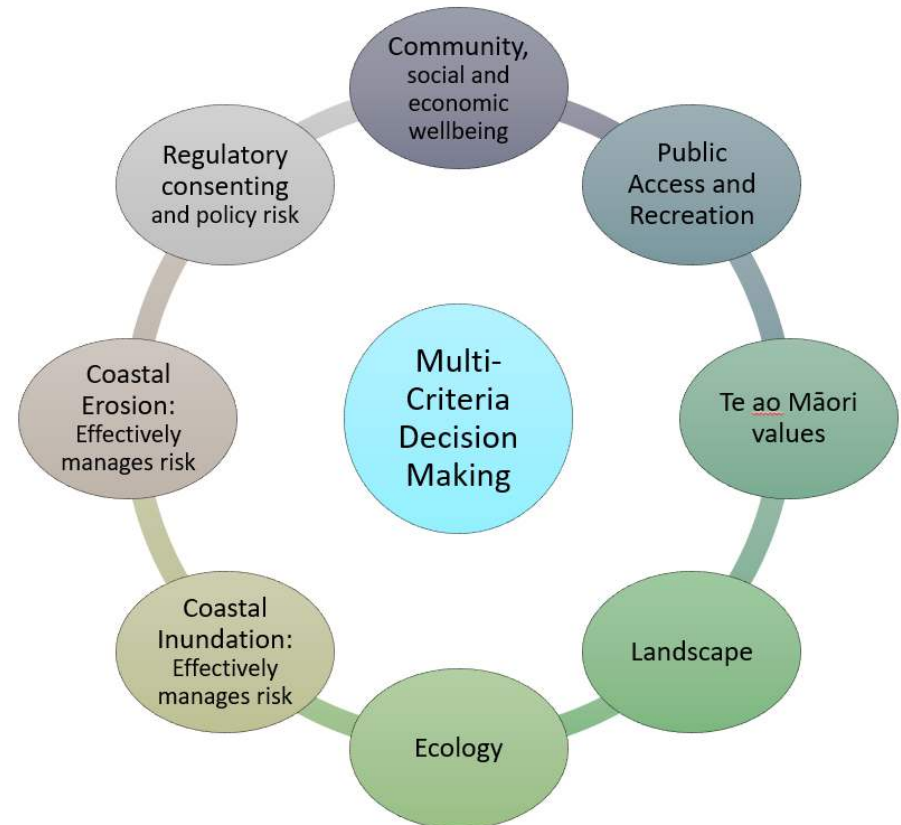 Community,
social and
economic
wellbeing
Public
Access and
Recreation
Te ao Māori
values
Landscape
Ecology
Coastal
Inundation:
Effectively
manages risk
Coastal
Erosion:
Effectively
manages risk
Regulatory
consenting
and policy risk
Multi-
Criteria
Decision
Making